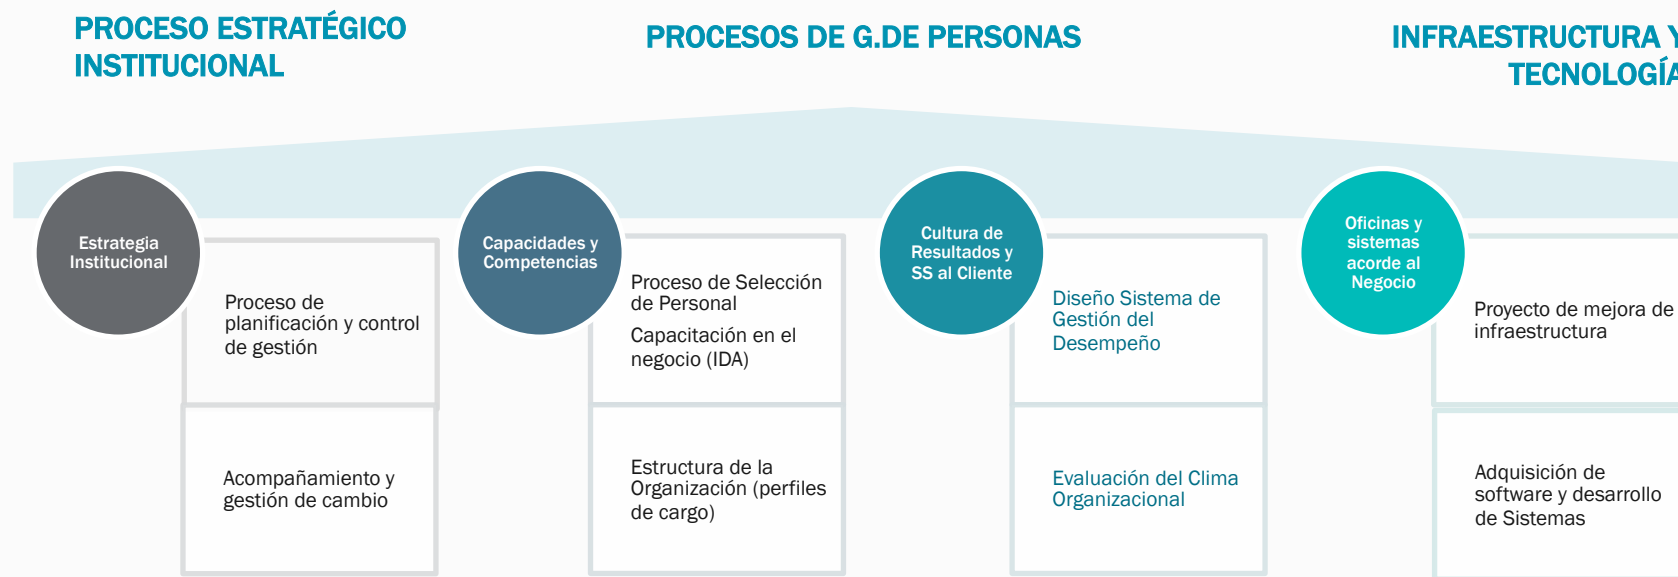 PROCESO ESTRATÉGICO
INSTITUCIONAL
PROCESOS DE G.DE PERSONAS
INFRAESTRUCTURA Y
TECNOLOGÍA
Estrategia
Institucional
Proceso de
planificación y control
de gestión
Acompañamiento y
gestión de cambio
Capacidades y
Competencias
Proceso de Selección
de Personal
Capacitación en el
negocio (IDA)
Estructura de la
Organización (perfiles
de cargo)
Cultura de
Resultados y
SS al Cliente
Diseño Sistema de
Gestión del
Desempeño
Evaluación del Clima
Organizacional
Oficinas y
sistemas
acorde al
Negocio
Proyecto de mejora de
infraestructura
Adquisición de
software y desarrollo
de Sistemas